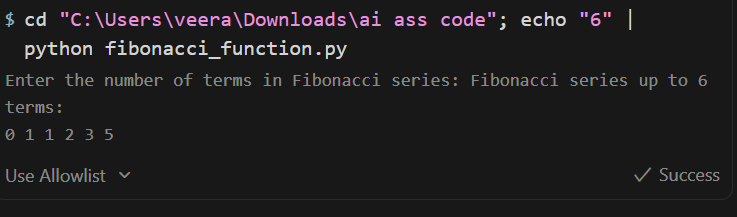 $ cd "C:\Users\veera\Downloads\ai ass code"; echo "6" |
python fibonacci_function.py
Enter the number of terms in Fibonacci series: Fibonacci series up to 6
terms:
0 1 1 2 3 5
Use Allowlist
Success